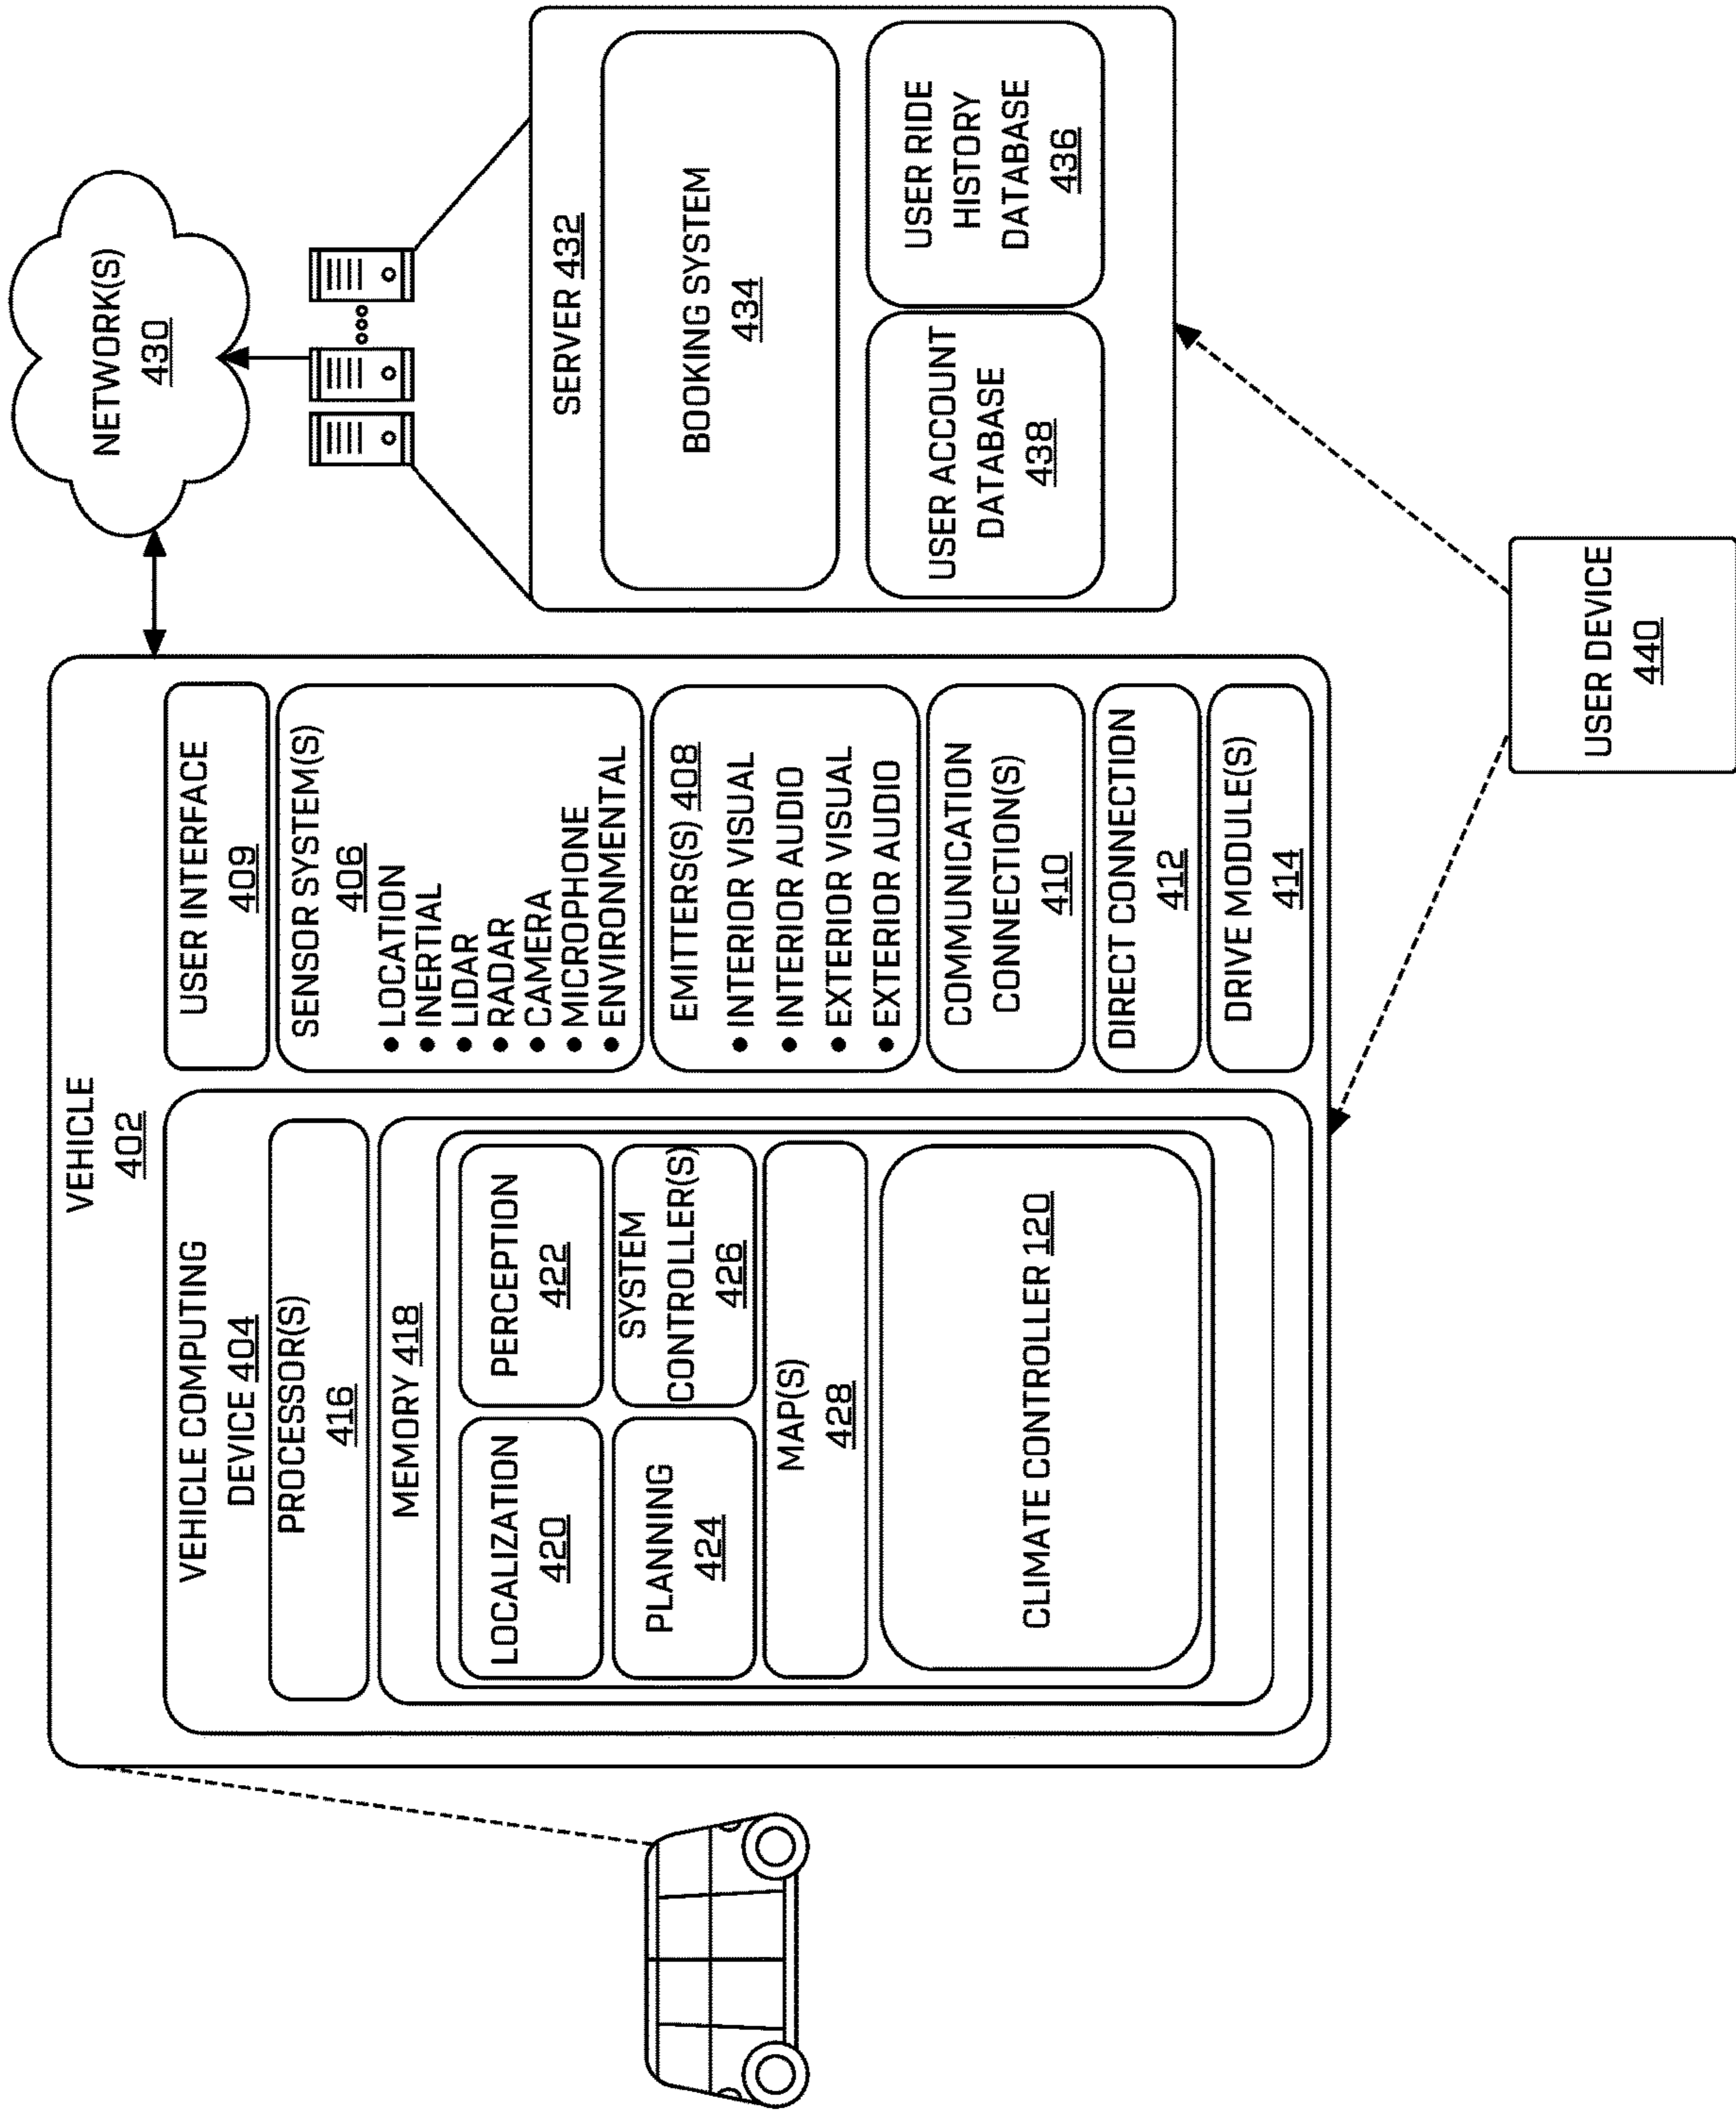 VEHICLE
402
VEHICLE COMPUTING
DEVICE 404
PROCESSOR(S)
416
MEMORY 418
LOCALIZATION
420
PERCEPTION
422
PLANNING
424
SYSTEM
CONTROLLER(S)
426
MAP(S)
428
CLIMATE CONTROLLER 120
USER INTERFACE
409
SENSOR SYSTEM(S)
406
• LOCATION
• INERTIAL
• LIDAR
• RADAR
• CAMERA
• MICROPHONE
• ENVIRONMENTAL
EMITTERS(S) 408
• INTERIOR VISUAL
• INTERIOR AUDIO
• EXTERIOR VISUAL
• EXTERIOR AUDIO
COMMUNICATION
CONNECTION(S)
410
DIRECT CONNECTION
412
DRIVE MODULE(S)
414
NETWORK(S)
430
SERVER 432
BOOKING SYSTEM
434
USER ACCOUNT
DATABASE
438
USER RIDE
HISTORY
DATABASE
436
USER DEVICE
440